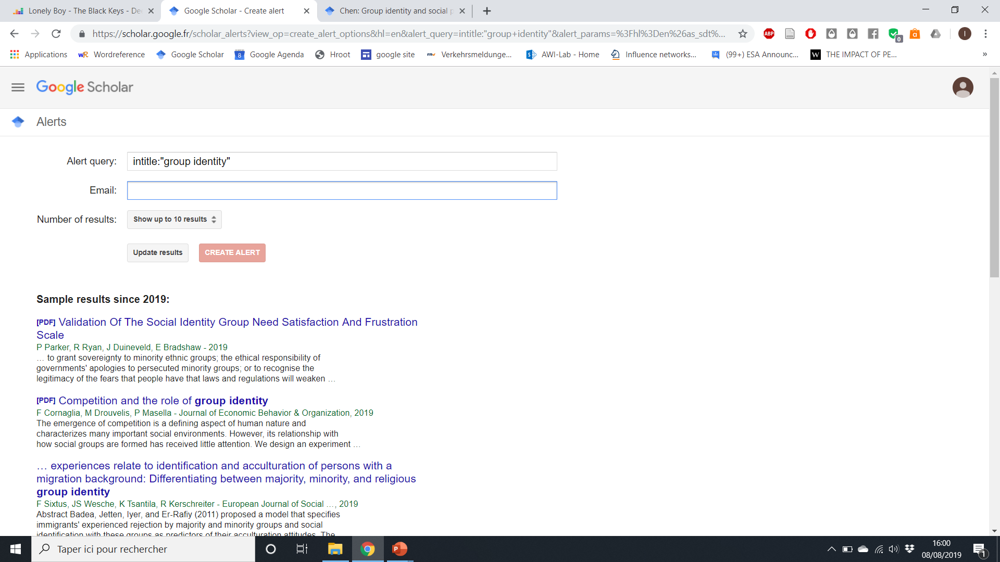 Lonely Boy - The Black Keys - De
Google Scholar - Create alert
Chen: Group identity and social p
https://scholar.google.fr/scholar_alerts?view_op=create_alert_options&hl=en&alert_query=intitle:"group+identity"&alert_params=%3Fhl%3Den%26as_sdt%...
ABP
0
I
Applications
WR Wordreference
Google Scholar
8 Google Agenda
Hroot
google site
Verkehrsmeldunge...
AWI-Lab - Home
Influence networks...
(99+) ESA Announc...
W THE IMPACT OF PE...
»
Google Scholar
Alerts
Alert query: intitle:"group identity"
Email:
Number of results: Show up to 10 results
Update results CREATE ALERT
Sample results since 2019:
[PDF] Validation Of The Social Identity Group Need Satisfaction And Frustration
Scale
P Parker, R Ryan, J Duineveld, E Bradshaw - 2019
… to grant sovereignty to minority ethnic groups; the ethical responsibility of
governments' apologies to persecuted minority groups; or to recognise the
legitimacy of the fears that people have that laws and regulations will weaken …
[PDF] Competition and the role of group identity
F Cornaglia, M Drouvelis, P Masella - Journal of Economic Behavior & Organization, 2019
The emergence of competition is a defining aspect of human nature and
characterizes many important social environments. However, its relationship with
how social groups are formed has received little attention. We design an experiment …
… experiences relate to identification and acculturation of persons with a
migration background: Differentiating between majority, minority, and religious
group identity
F Sixtus, JS Wesche, K Tsantila, R Kerschreiter - European Journal of Social …, 2019
Abstract Badea, Jetten, Iyer, and Er-Rafiy (2011) proposed a model that specifies
immigrants' experienced rejection by majority and minority groups and social
identification with these groups as predictors of their acculturation attitudes. The
Taper ici pour rechercher
16:00
08/08/2019
1